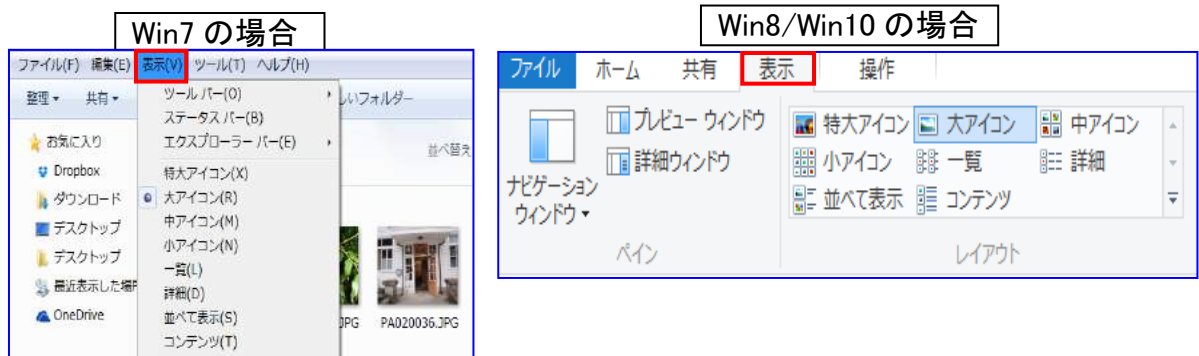 Win7 の場合
ファイル(F) 編集(E) 表示(V) ツール(T) ヘルプ(H)
整理 共有 しいフォルダー
ツール バー(O)
ステータス バー(B)
エクスプローラー バー(E)
並べ替え
特大アイコン(X)
大アイコン(R)
中アイコン(M)
小アイコン(N)
一覧(L)
詳細(D)
並べて表示(S)
コンテンツ(T)
お気に入り
Dropbox
ダウンロード
デスクトップ
デスクトップ
最近表示した場所
OneDrive
.JPG PA020036.JPG
Win8/Win10 の場合
ファイル ホーム 共有 表示 操作
ナビゲーション
ウィンドウ
プレビュー ウィンドウ
詳細ウィンドウ
ペイン
特大アイコン 大アイコン 中アイコン
小アイコン 一覧 詳細
並べて表示 コンテンツ
レイアウト